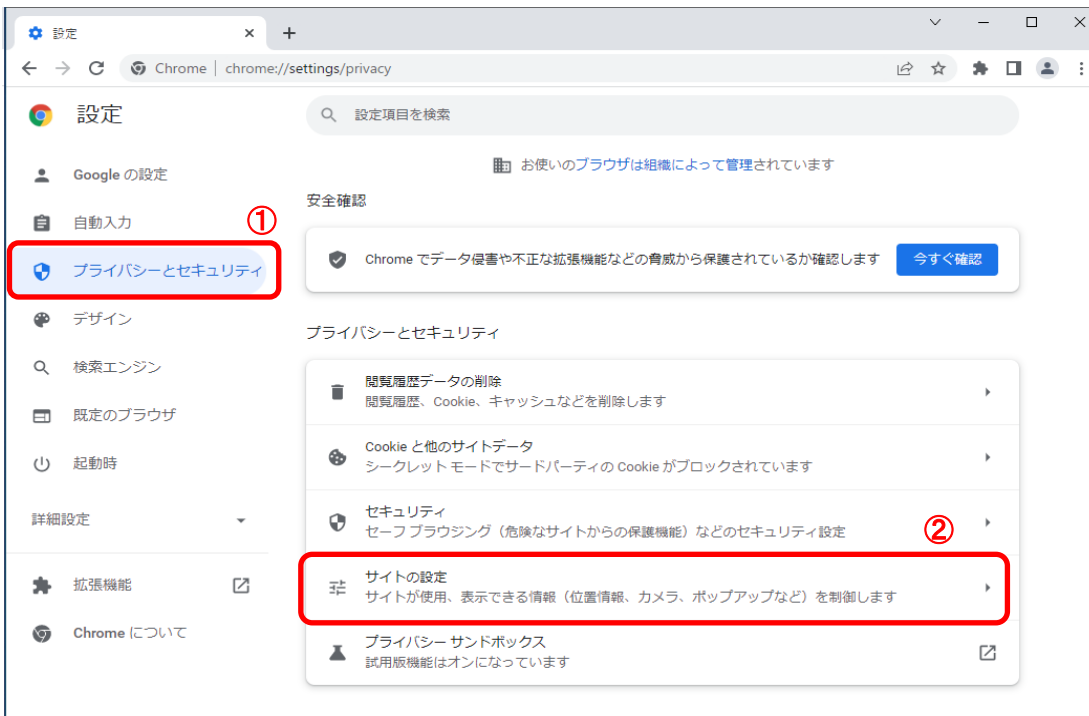 設定
Chrome | chrome://settings/privacy
設定
設定項目を検索
お使いのブラウザは組織によって管理されています
Google の設定
自動入力
①
プライバシーとセキュリティ
デザイン
検索エンジン
既定のブラウザ
起動時
詳細設定
拡張機能
Chrome について
安全確認
Chrome でデータ侵害や不正な拡張機能などの脅威から保護されているか確認します
今すぐ確認
プライバシーとセキュリティ
閲覧履歴データの削除
閲覧履歴、Cookie、キャッシュなどを削除します
Cookie と他のサイトデータ
シークレット モードでサードパーティの Cookie がブロックされています
セキュリティ
セーフ ブラウジング（危険なサイトからの保護機能）などのセキュリティ設定
②
サイトの設定
サイトが使用、表示できる情報（位置情報、カメラ、ポップアップなど）を制御します
プライバシー サンドボックス
試用版機能はオンになっています